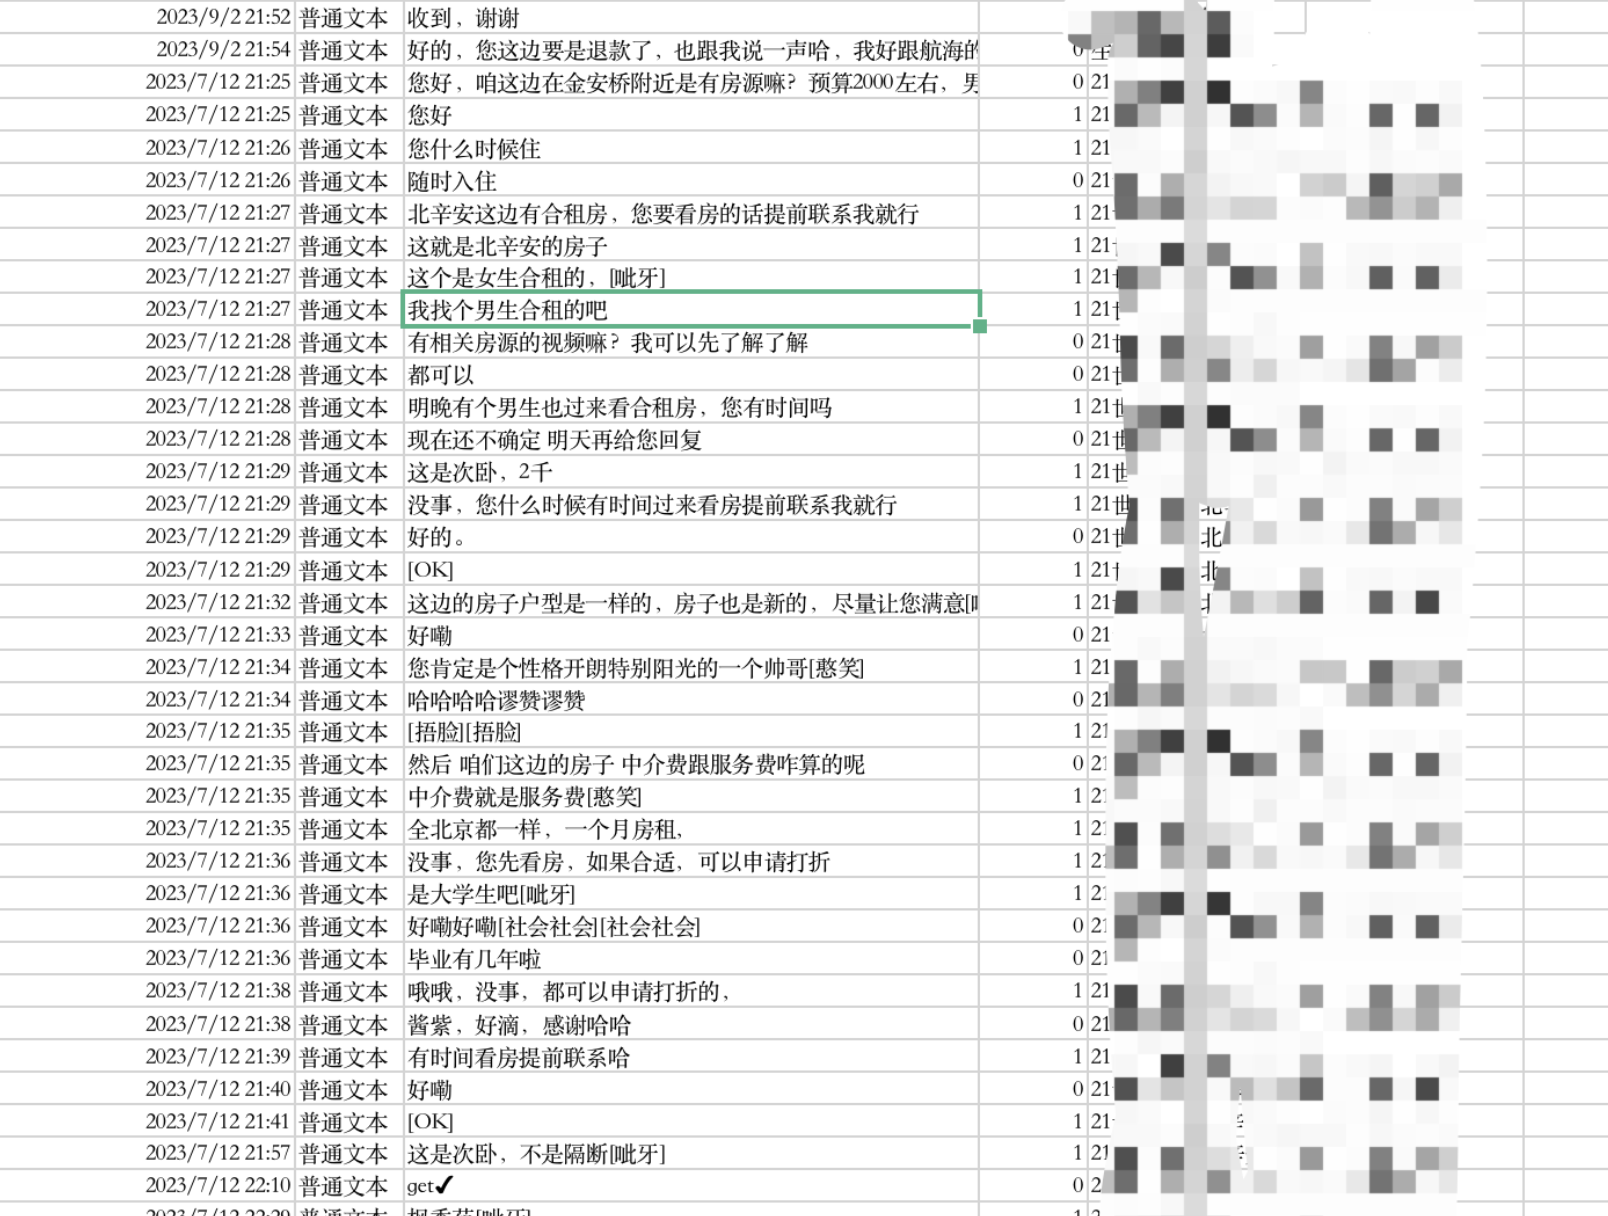 2023/9/2 21:52 普通文本 收到，谢谢
2023/9/2 21:54 普通文本 好的，您这边要是退款了，也跟我说一声哈，我好跟航海的 0
2023/7/12 21:25 普通文本 您好，咱这边在金安桥附近是有房源嘛？预算2000左右，男 0 21
2023/7/12 21:25 普通文本 您好 1 21
2023/7/12 21:26 普通文本 您什么时候住 1 21
2023/7/12 21:26 普通文本 随时入住 0 21
2023/7/12 21:27 普通文本 北辛安这边有合租房，您要看房的话提前联系我就行 1 21
2023/7/12 21:27 普通文本 这就是北辛安的房子 1 21
2023/7/12 21:27 普通文本 这个是女生合租的，[呲牙] 1 21
2023/7/12 21:27 普通文本 我找个男生合租的吧 1 21世
2023/7/12 21:28 普通文本 有相关房源的视频嘛？我可以先了解了解 0 21世
2023/7/12 21:28 普通文本 都可以 0 21世
2023/7/12 21:28 普通文本 明晚有个男生也过来看合租房，您有时间吗 1 21世
2023/7/12 21:28 普通文本 现在还不确定 明天再给您回复 0 21世
2023/7/12 21:29 普通文本 这是次卧，2千 1 21世
2023/7/12 21:29 普通文本 没事，您什么时候有时间过来看房提前联系我就行 1 21世 北
2023/7/12 21:29 普通文本 好的。 0 21世 北
2023/7/12 21:29 普通文本 [OK] 1 21 北
2023/7/12 21:32 普通文本 这边的房子户型是一样的，房子也是新的，尽量让您满意[ 1 21
2023/7/12 21:33 普通文本 好嘞 0 21
2023/7/12 21:34 普通文本 您肯定是个性格开朗特别阳光的一个帅哥[憨笑] 1 21
2023/7/12 21:34 普通文本 哈哈哈哈谬赞谬赞 0 21
2023/7/12 21:35 普通文本 [捂脸][捂脸] 1 21
2023/7/12 21:35 普通文本 然后 咱们这边的房子 中介费跟服务费咋算的呢 0 21
2023/7/12 21:35 普通文本 中介费就是服务费[憨笑] 1 21
2023/7/12 21:35 普通文本 全北京都一样，一个月房租， 1 21
2023/7/12 21:36 普通文本 没事，您先看房，如果合适，可以申请打折 1 21
2023/7/12 21:36 普通文本 是大学生吧[呲牙] 1 21
2023/7/12 21:36 普通文本 好嘞好嘞[社会社会][社会社会] 0 21
2023/7/12 21:36 普通文本 毕业有几年啦 0 21
2023/7/12 21:38 普通文本 哦哦，没事，都可以申请打折的， 1 21
2023/7/12 21:38 普通文本 酱紫，好滴，感谢哈哈 0 21
2023/7/12 21:39 普通文本 有时间看房提前联系哈 1 21
2023/7/12 21:40 普通文本 好嘞 0 21
2023/7/12 21:41 普通文本 [OK] 1 21
2023/7/12 21:57 普通文本 这是次卧，不是隔断[呲牙] 1 21
2023/7/12 22:10 普通文本 get✔ 0 2